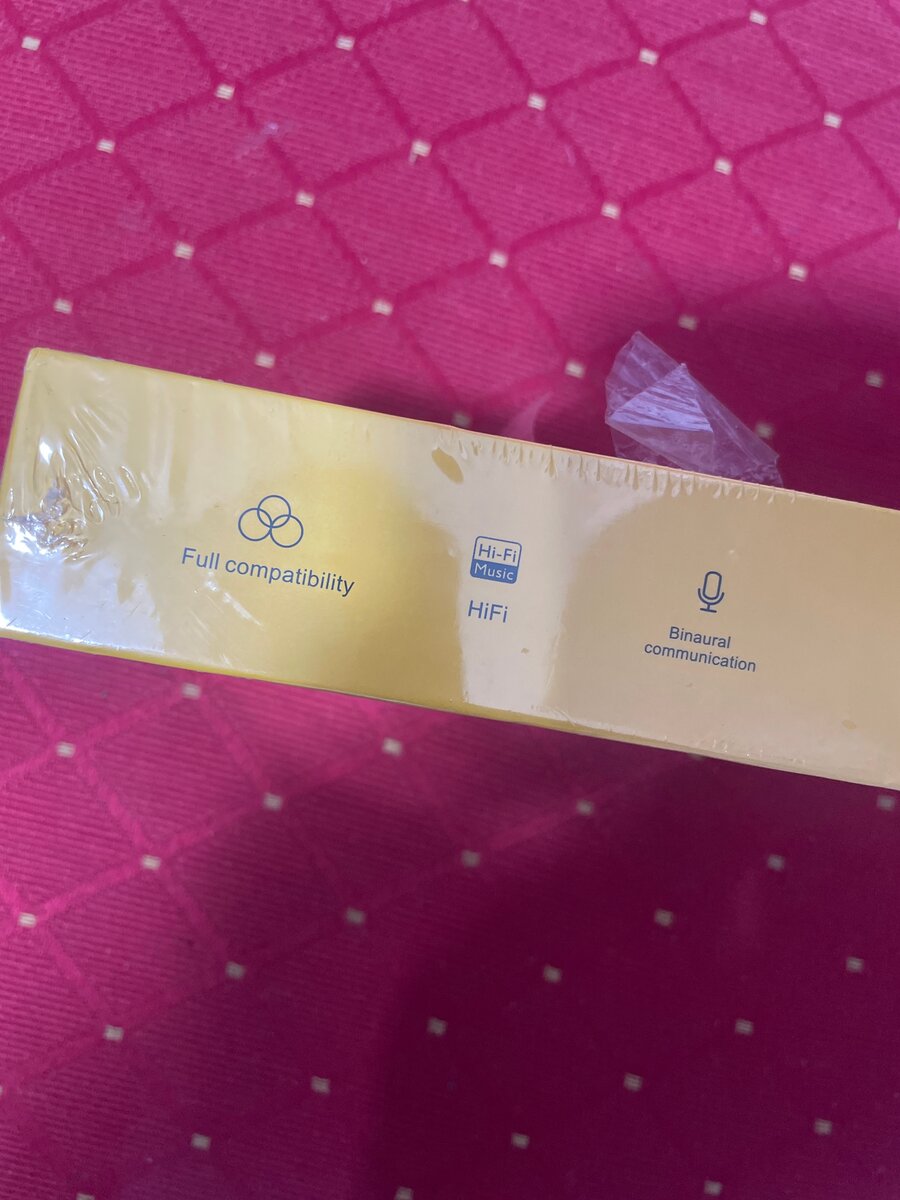 Full compatibility
Hi-Fi
Music
HiFi
Binaural
communication